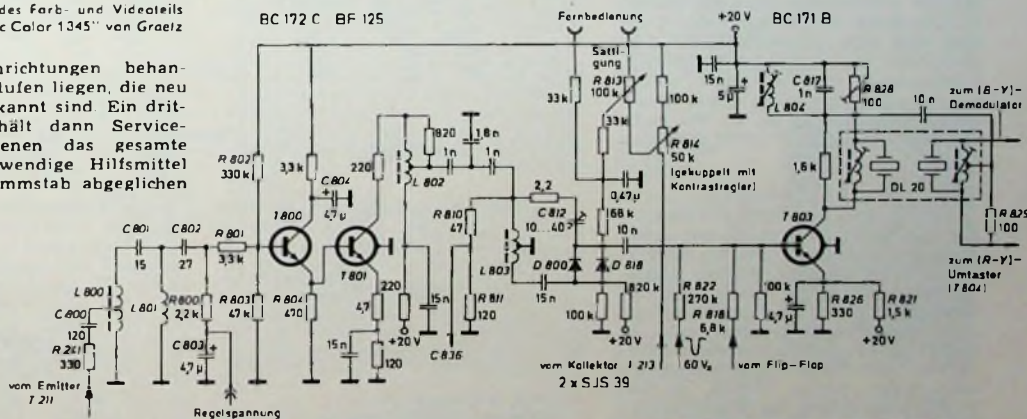 des Farb- und Videoteils
c Color 1345" von Graetz
nrichtungen behan-
tufen liegen, die neu
kannt sind. Ein drit-
hält dann Service-
enen das gesamte
wendige Hilfsmittel
mmstab abgeglichen
BC 172 C BF 125
Fernbedienung
+20 V
BC 171 B
Sätti-
gung
R 813
100 k
33 k
33 k
100 k
R 814
50 k
(gekuppelt mit
Kontrastregler)
15 n
5 µ
L 804
C 817
1 n
R 828
100
10 n
zum (B-Y)-
Demodulator
R 802
330 k
3,3 k
C 804
4,7 µ
220
L 802
820
1 n
1,8 n
1 n
0,47 µ
68 k
1,6 k
DL 20
R 829
100
zum (R-Y)-
Umtaster
(T 804)
C 801
15
C 802
27
R 801
3,3 k
T 800
T 801
R 810
47
2,2
C 812
10...40
10 n
T 803
L 800
L 801
C 800
120
R 241
330
vom Emitter
T 211
R 800
2,2 k
C 803
4,7 µ
R 803
47 k
R 804
470
4,7
15 n
120
220
+20 V
15 n
R 811
120
C 836
L 803
15 n
D 800
D 818
100 k
820 k
+20 V
R 822
270 k
R 818
6,8 k
100 k
4,7 µ
R 826
330
R 821
1,5 k
+20 V
Regelspannung
vom Kollektor T 213
60 Vs
vom Flip-Flop
2 x SJS 39